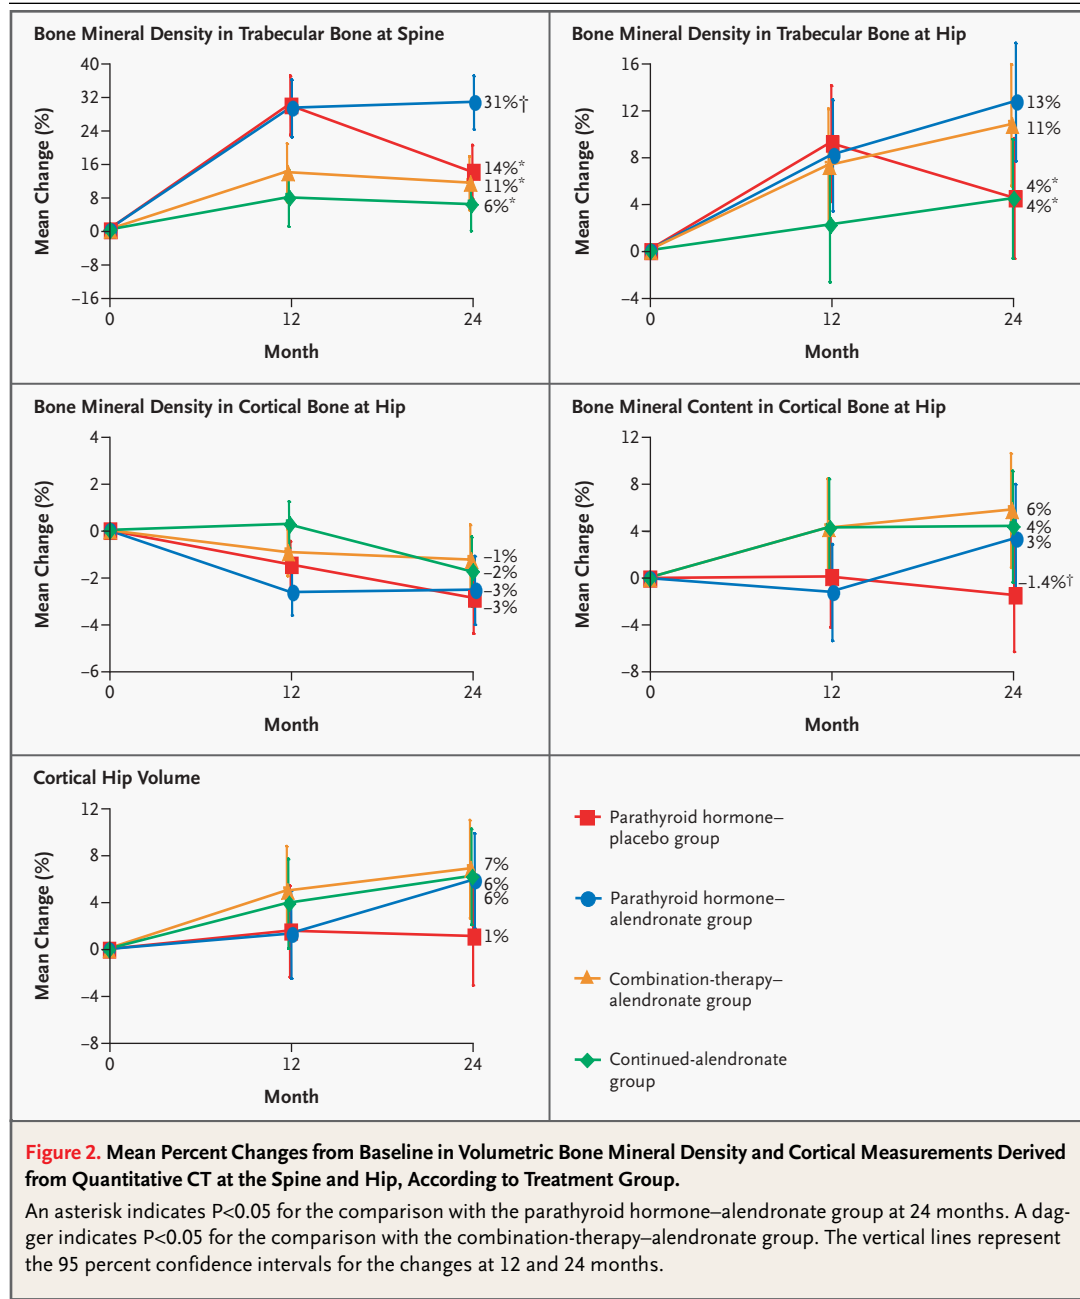 Bone Mineral Density in Trabecular Bone at Spine
40
32
24
16
8
0
–8
–16
Mean Change (%)
31%†
14%*
11%*
6%*
0
12
24
Month
Bone Mineral Density in Trabecular Bone at Hip
16
12
8
4
0
–4
Mean Change (%)
13%
11%
4%*
4%*
0
12
24
Month
Bone Mineral Density in Cortical Bone at Hip
4
2
0
–2
–4
–6
Mean Change (%)
–1%
–2%
–3%
–3%
0
12
24
Month
Bone Mineral Content in Cortical Bone at Hip
12
8
4
0
–4
–8
Mean Change (%)
6%
4%
3%
–1.4%†
0
12
24
Month
Cortical Hip Volume
12
8
4
0
–4
–8
Mean Change (%)
7%
6%
6%
1%
0
12
24
Month
Parathyroid hormone–
placebo group
Parathyroid hormone–
alendronate group
Combination-therapy–
alendronate group
Continued-alendronate
group
Figure 2. Mean Percent Changes from Baseline in Volumetric Bone Mineral Density and Cortical Measurements Derived
from Quantitative CT at the Spine and Hip, According to Treatment Group.
An asterisk indicates P<0.05 for the comparison with the parathyroid hormone–alendronate group at 24 months. A dag-
ger indicates P<0.05 for the comparison with the combination-therapy–alendronate group. The vertical lines represent
the 95 percent confidence intervals for the changes at 12 and 24 months.